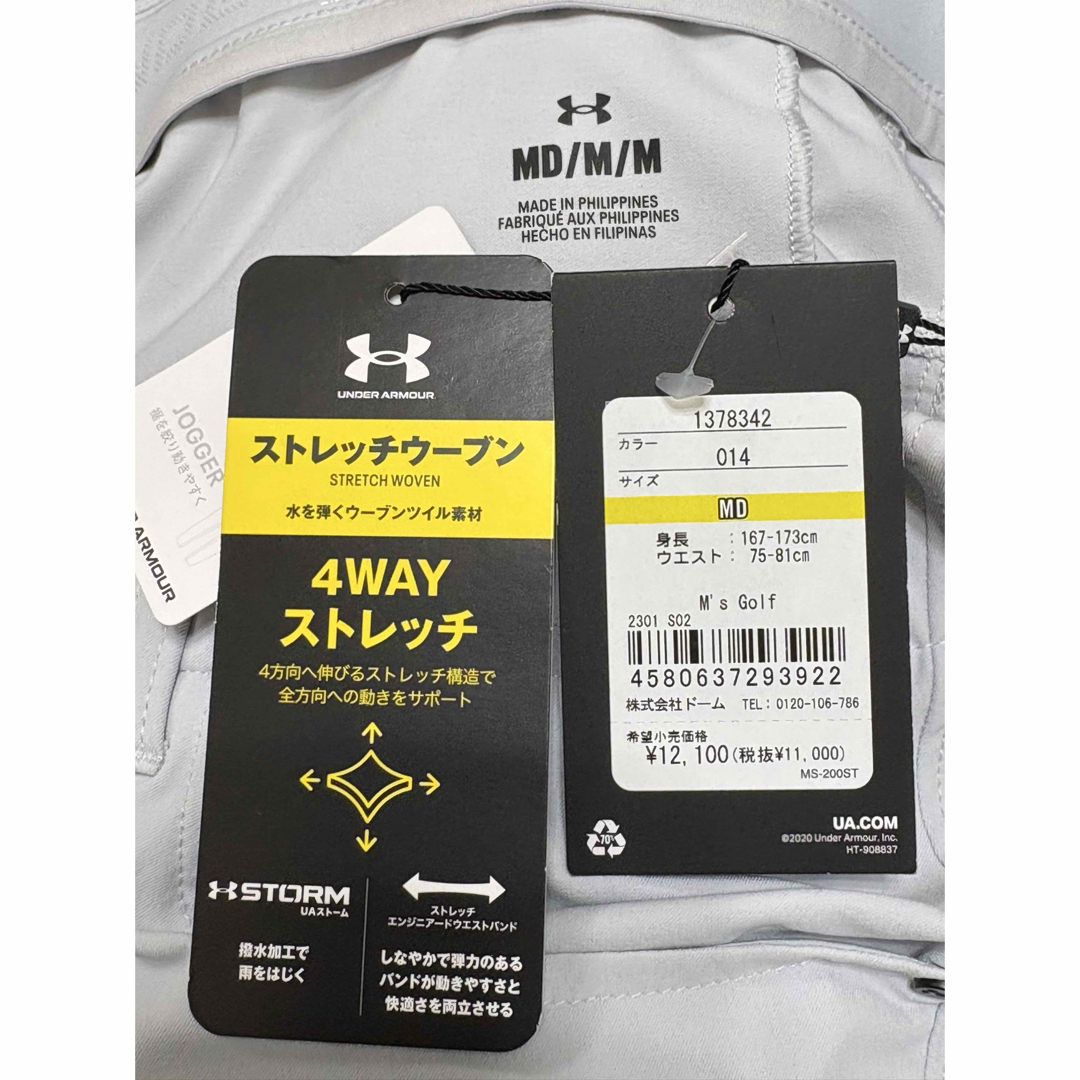 MD/M/M
MADE IN PHILIPPINES
FABRIQUÉ AUX PHILIPPINES
HECHO EN FILIPINAS
JOGGER
裾を絞り動きやすく
ARMOUR
UNDER ARMOUR
ストレッチウーブン
STRETCH WOVEN
水を弾くウーブンツイル素材
4WAY
ストレッチ
4方向へ伸びるストレッチ構造で
全方向への動きをサポート
STORM
UAストーム
撥水加工で
雨をはじく
ストレッチ
エンジニアードウエストバンド
しなやかで弾力のある
バンドが動きやすさと
快適さを両立させる
1378342
カラー
014
サイズ
MD
身長 : 167-173cm
ウエスト : 75-81cm
M's Golf
2301 S02
4580637293922
株式会社ドーム TEL: 0120-106-786
希望小売価格
¥12,100(税抜¥11,000)
MS-200ST
70%
UA.COM
©2020 Under Armour, Inc.
HT-908837